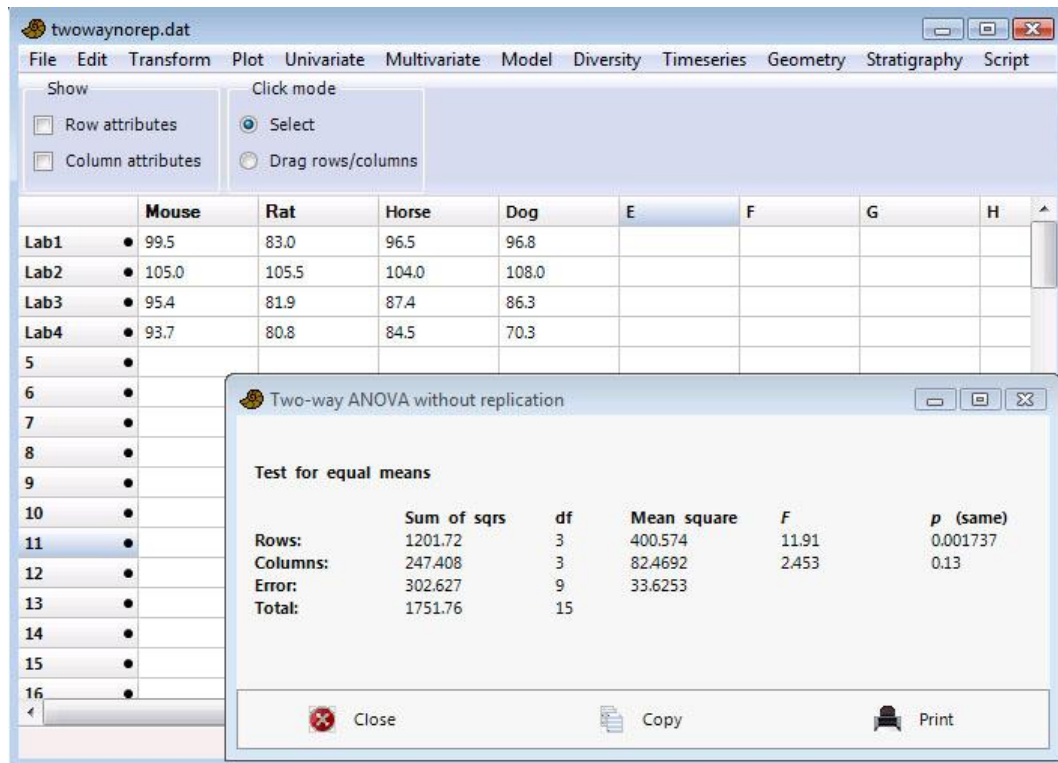 twowaynorep.dat
File Edit Transform Plot Univariate Multivariate Model Diversity Timeseries Geometry Stratigraphy Script
Show Click mode
Row attributes Select
Column attributes Drag rows/columns
Mouse Rat Horse Dog E F G H
Lab1 99.5 83.0 96.5 96.8
Lab2 105.0 105.5 104.0 108.0
Lab3 95.4 81.9 87.4 86.3
Lab4 93.7 80.8 84.5 70.3
5
6
7
8
9
10
11
12
13
14
15
16
Two-way ANOVA without replication
Test for equal means
Sum of sqrs df Mean square F p (same)
Rows: 1201.72 3 400.574 11.91 0.001737
Columns: 247.408 3 82.4692 2.453 0.13
Error: 302.627 9 33.6253
Total: 1751.76 15
Close Copy Print